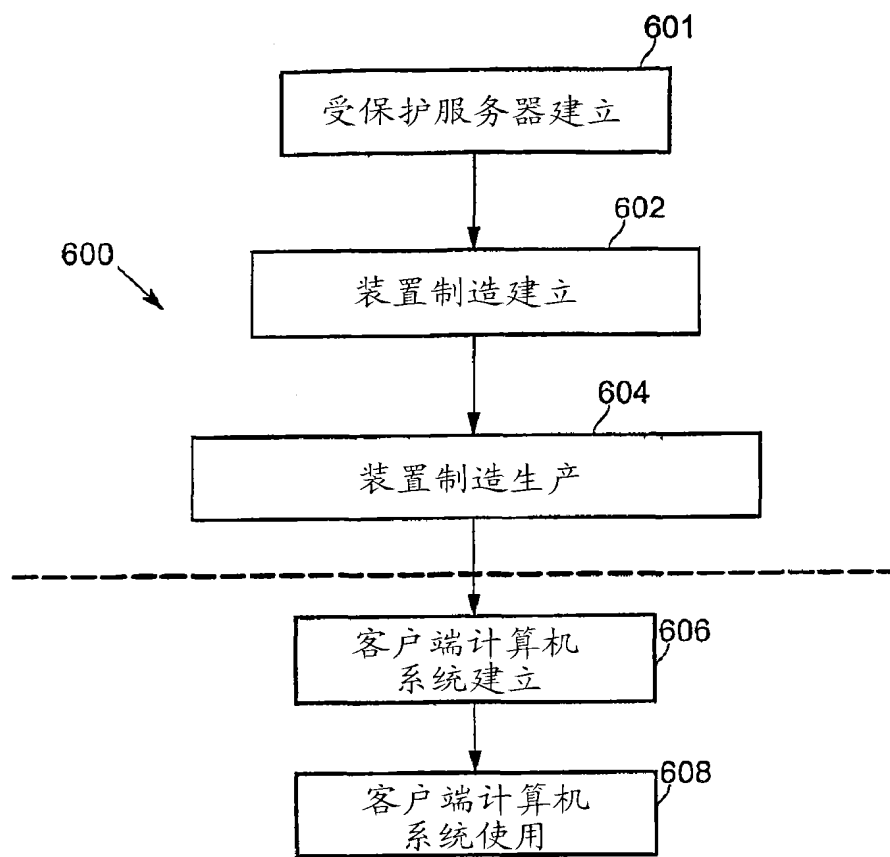 601
受保护服务器建立
602
600
装置制造建立
604
装置制造生产
客户端计算机
系统建立
606
客户端计算机
系统使用
608